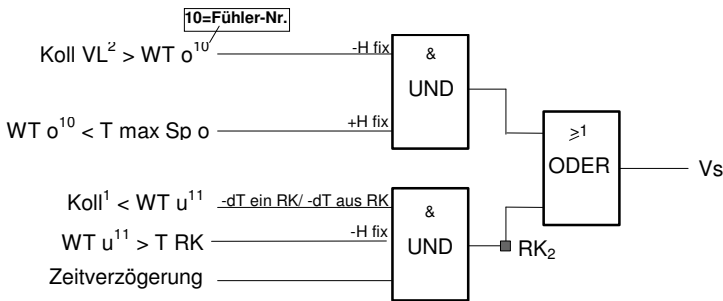 10=Fühler-Nr.
Koll VL² > WT o¹⁰ -H fix
&
UND
WT o¹⁰ < T max Sp o +H fix
≥1
ODER
Vs
Koll¹ < WT u¹¹ -dT ein RK/ -dT aus RK
&
UND
WT u¹¹ > T RK -H fix
RK₂
Zeitverzögerung